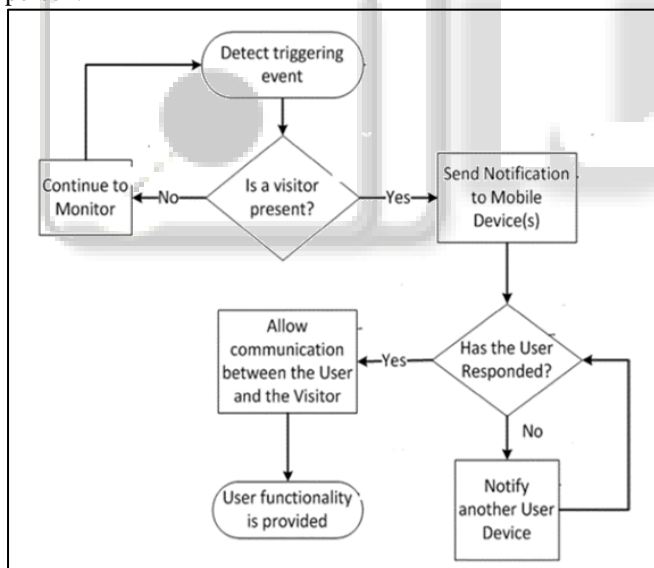 Detect triggering
event
Is a visitor
present?
No
Continue to
Monitor
Yes
Send Notification
to Mobile
Device(s)
Has the User
Responded?
Yes
Allow
communication
between the User
and the Visitor
User functionality
is provided
No
Notify
another User
Device